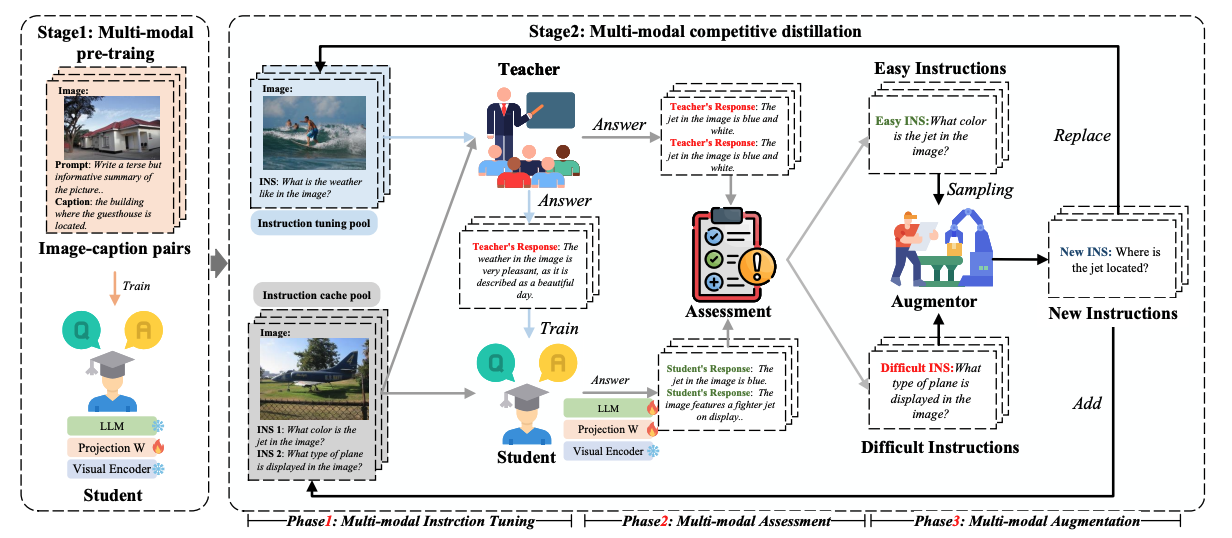 Stage1: Multi-modal
pre-traing
Image:
Prompt: Write a terse but
informative summary of
the picture..
Caption: the building
where the guesthouse is
located.
Image-caption pairs
Train
Q
A
LLM
Projection W
Visual Encoder
Student
Stage2: Multi-modal competitive distillation
Image:
INS: What is the weather
like in the image?
Instruction tuning pool
Instruction cache pool
Image:
INS 1: What color is the
jet in the image?
INS 2: What type of plane
is displayed in the image?
Teacher
Answer
Answer
Teacher's Response: The
weather in the image is
very pleasant, as it is
described as a beautiful
day.
Train
Q
A
Student
Answer
LLM
Projection W
Visual Encoder
Teacher's Response: The
jet in the image is blue and
white.
Teacher's Response: The
jet in the image is blue and
white.
Assessment
Student's Response: The
jet in the image is blue.
Student's Response: The
image features a fighter jet
on display..
Easy Instructions
Easy INS:What color
is the jet in the
image?
Sampling
Augmentor
Difficult INS:What
type of plane is
displayed in the
image?
Difficult Instructions
Replace
New INS: Where is
the jet located?
New Instructions
Add
Phase1: Multi-modal Instrction Tuning
Phase2: Multi-modal Assessment
Phase3: Multi-modal Augmentation